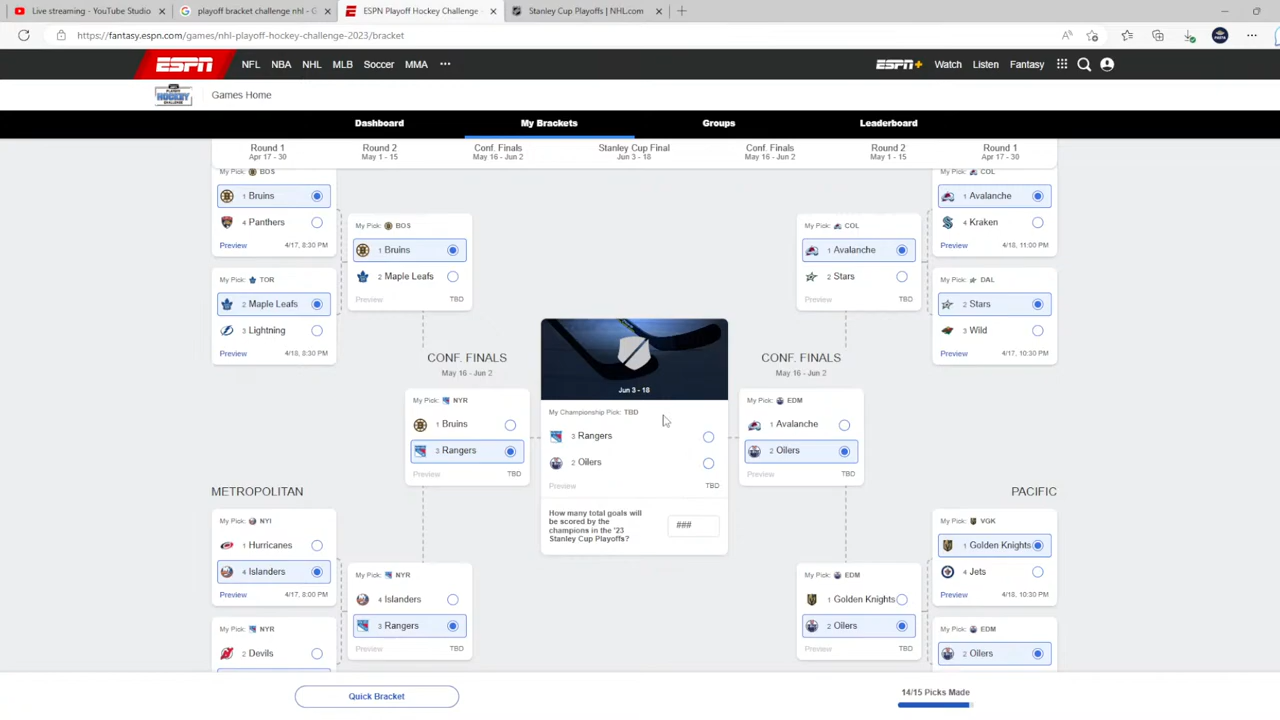 Live streaming - YouTube Studio
playoff bracket challenge nhl - G
ESPN Playoff Hockey Challenge -
Stanley Cup Playoffs | NHL.com
https://fantasy.espn.com/games/nhl-playoff-hockey-challenge-2023/bracket
ESPN NFL NBA NHL MLB Soccer MMA ••• ESPN+ Watch Listen Fantasy
Games Home
Dashboard My Brackets Groups Leaderboard
Round 1 Round 2 Conf. Finals Stanley Cup Final Conf. Finals Round 2 Round 1
Apr 17 - 30 May 1 - 15 May 16 - Jun 2 Jun 3 - 18 May 16 - Jun 2 May 1 - 15 Apr 17 - 30
My Pick: BOS
1 Bruins
4 Panthers
Preview 4/17, 8:30 PM
My Pick: TOR
2 Maple Leafs
3 Lightning
Preview 4/18, 8:30 PM
My Pick: BOS
1 Bruins
2 Maple Leafs
Preview TBD
CONF. FINALS
May 16 - Jun 2
My Pick: NYR
1 Bruins
3 Rangers
Preview TBD
METROPOLITAN
My Pick: NYI
1 Hurricanes
4 Islanders
Preview 4/17, 8:00 PM
My Pick: NYR
2 Devils
My Pick: NYR
4 Islanders
3 Rangers
Preview TBD
Jun 3 - 18
My Championship Pick: TBD
3 Rangers
2 Oilers
Preview TBD
How many total goals will
be scored by the
champions in the '23
Stanley Cup Playoffs?
###
My Pick: COL
1 Avalanche
2 Stars
Preview TBD
CONF. FINALS
May 16 - Jun 2
My Pick: EDM
1 Avalanche
2 Oilers
Preview TBD
My Pick: EDM
1 Golden Knights
2 Oilers
Preview TBD
My Pick: COL
1 Avalanche
4 Kraken
Preview 4/18, 11:00 PM
My Pick: DAL
2 Stars
3 Wild
Preview 4/17, 10:30 PM
PACIFIC
My Pick: VGK
1 Golden Knights
4 Jets
Preview 4/18, 10:30 PM
My Pick: EDM
2 Oilers
Quick Bracket
14/15 Picks Made